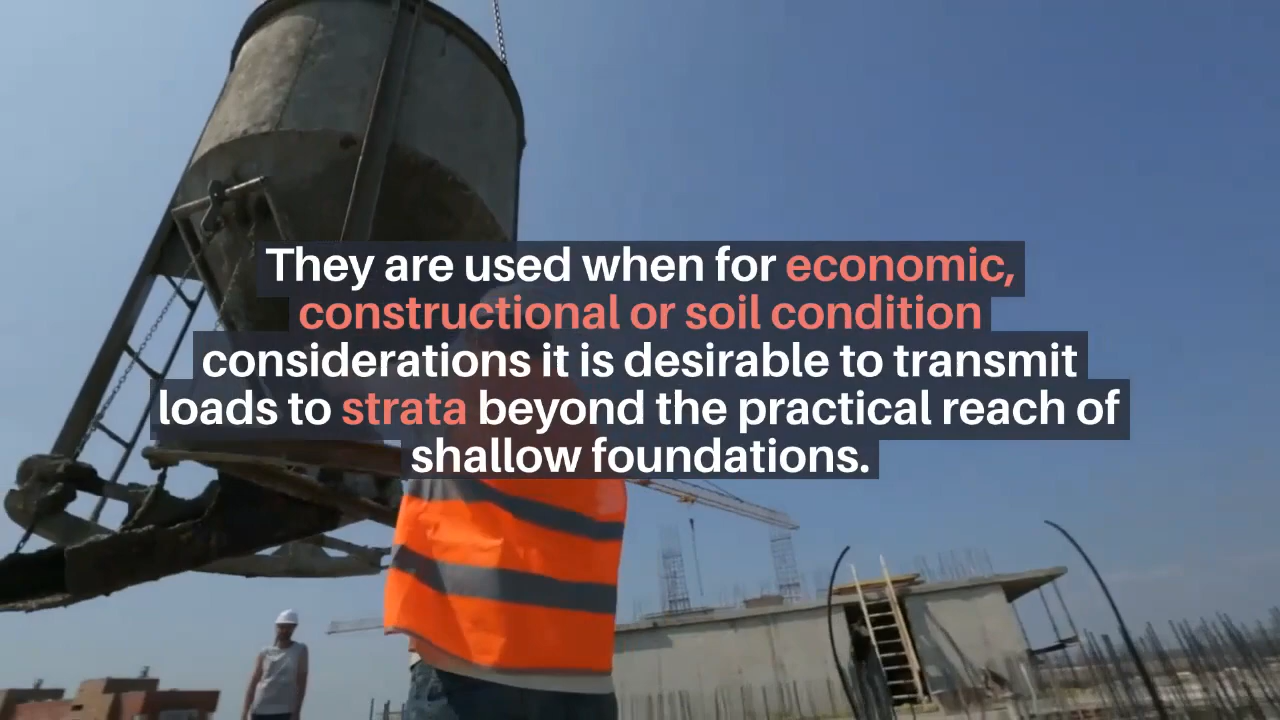 They are used when for economic,
constructional or soil condition
considerations it is desirable to transmit
loads to strata beyond the practical reach of
shallow foundations.